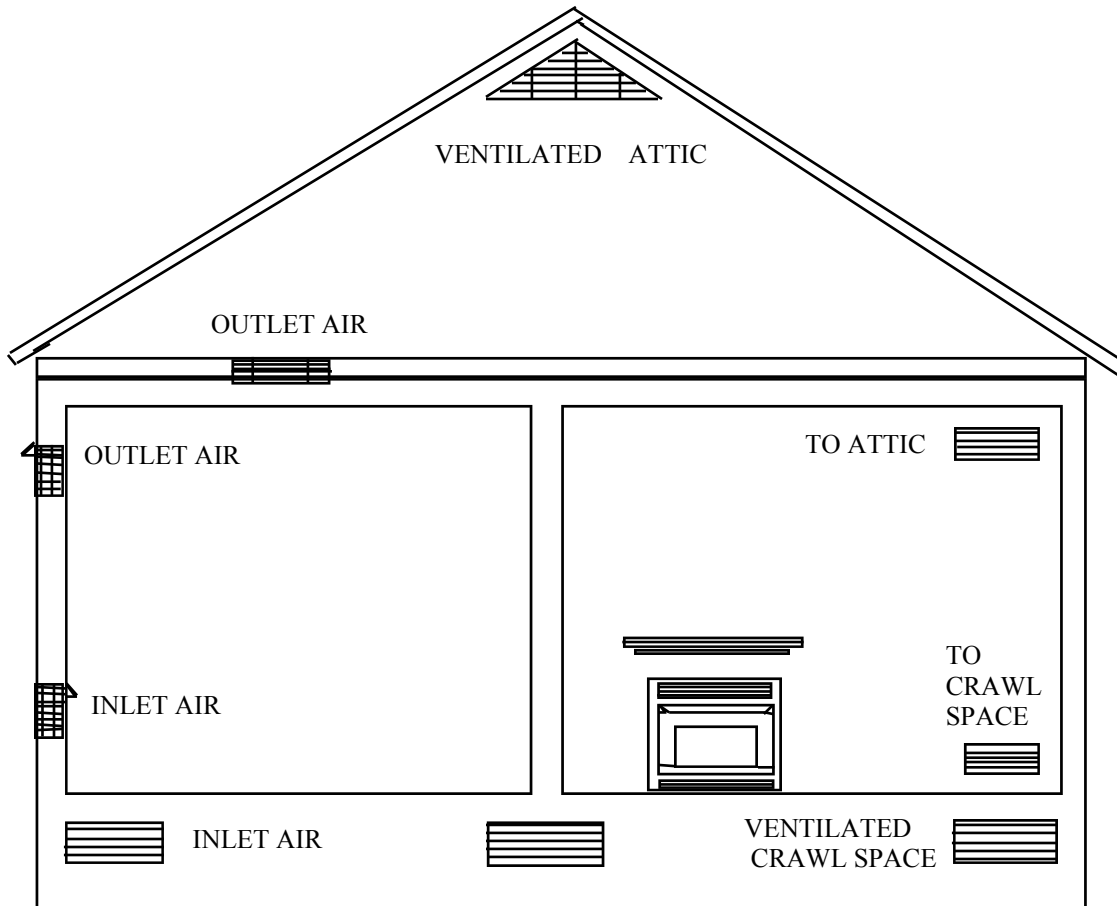 VENTILATED ATTIC
OUTLET AIR
OUTLET AIR
TO ATTIC
INLET AIR
TO
CRAWL
SPACE
INLET AIR
VENTILATED
CRAWL SPACE